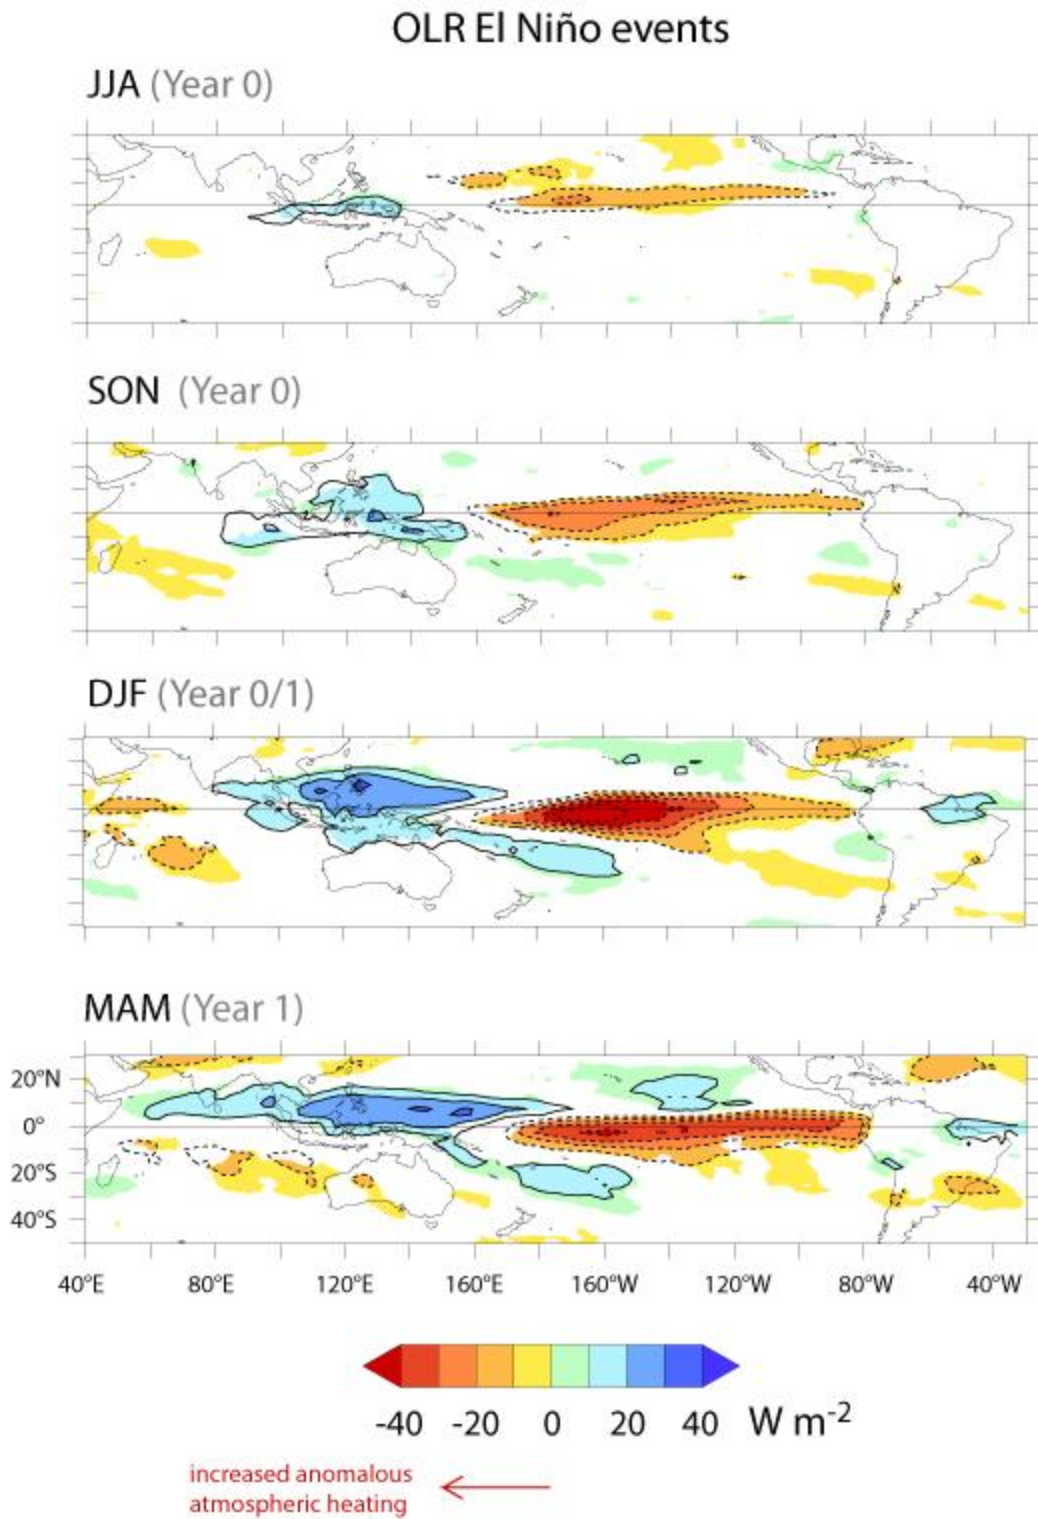 OLR El Niño events
JJA (Year 0)
SON (Year 0)
DJF (Year 0/1)
MAM (Year 1)
20°N
0°
20°S
40°S
40°E 80°E 120°E 160°E 160°W 120°W 80°W 40°W
-40 -20 0 20 40 W m-2
increased anomalous
atmospheric heating